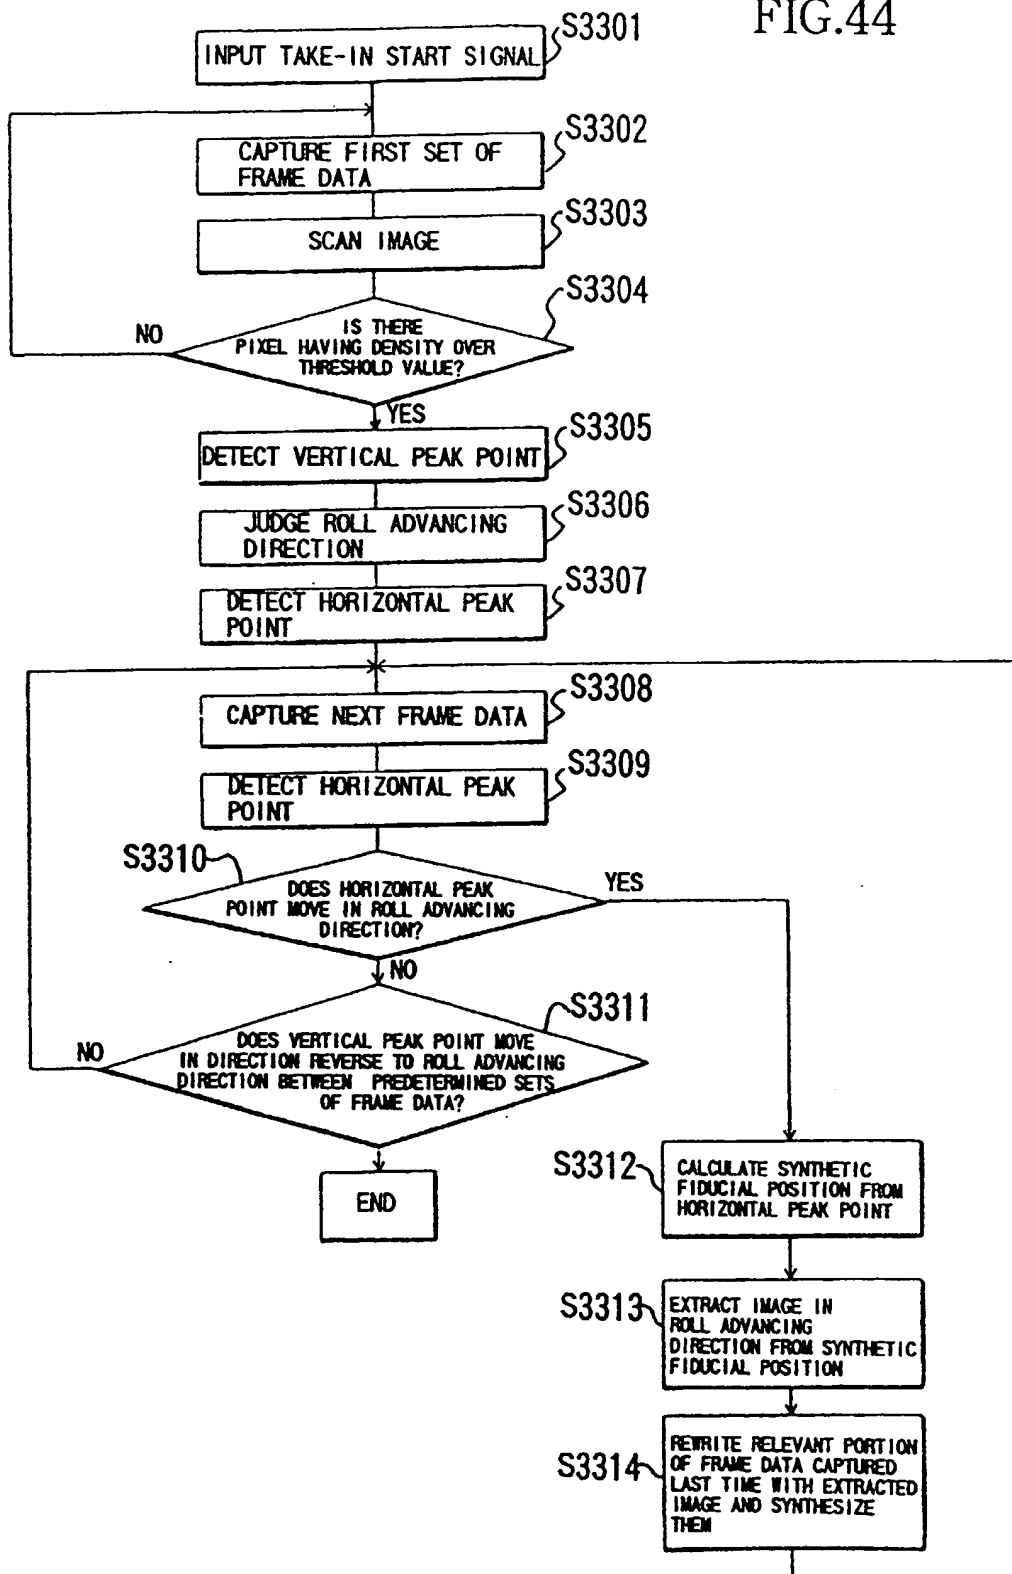 FIG.44
S3301
INPUT TAKE-IN START SIGNAL
S3302
CAPTURE FIRST SET OF
FRAME DATA
S3303
SCAN IMAGE
S3304
IS THERE
PIXEL HAVING DENSITY OVER
THRESHOLD VALUE?
NO
YES
S3305
DETECT VERTICAL PEAK POINT
S3306
JUDGE ROLL ADVANCING
DIRECTION
S3307
DETECT HORIZONTAL PEAK
POINT
S3308
CAPTURE NEXT FRAME DATA
S3309
DETECT HORIZONTAL PEAK
POINT
S3310
DOES HORIZONTAL PEAK
POINT MOVE IN ROLL ADVANCING
DIRECTION?
YES
NO
S3311
DOES VERTICAL PEAK POINT MOVE
IN DIRECTION REVERSE TO ROLL ADVANCING
DIRECTION BETWEEN PREDETERMINED SETS
OF FRAME DATA?
NO
END
S3312
CALCULATE SYNTHETIC
FIDUCIAL POSITION FROM
HORIZONTAL PEAK POINT
S3313
EXTRACT IMAGE IN
ROLL ADVANCING
DIRECTION FROM SYNTHETIC
FIDUCIAL POSITION
S3314
REWRITE RELEVANT PORTION
OF FRAME DATA CAPTURED
LAST TIME WITH EXTRACTED
IMAGE AND SYNTHESIZE
THEM